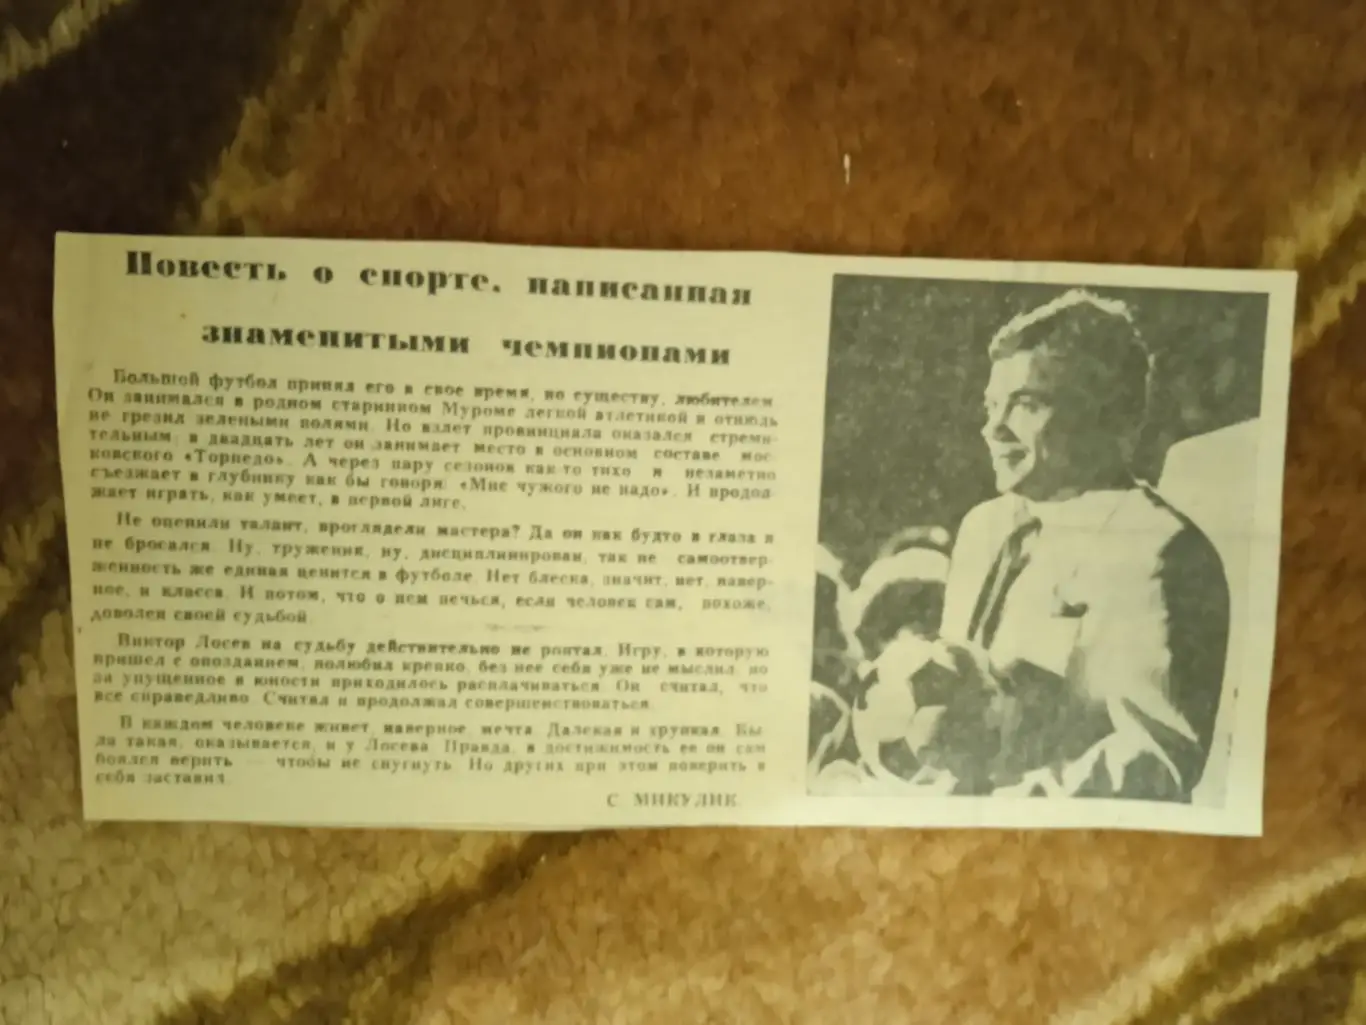 Повесть о спорте, написанная
знаменитыми чемпионами
Большой футбол принял его в свое время, по существу, любителем.
Он занимался в родном старинном Муроме легкой атлетикой и отнюдь
не грезил зелеными полями. Но взлет провинциала оказался стреми-
тельным: в двадцать лет он занимает место в основном составе мос-
ковского «Торпедо». А через пару сезонов как-то тихо и незаметно
съезжает в глубинку как бы говоря: «Мне чужого не надо». И продол-
жает играть, как умеет, в первой лиге.
Не оценили талант, проглядели мастера? Да он как будто в глаза и
не бросался. Ну, труженик, ну, дисциплинирован, так не самоотвер-
женность же единая ценится в футболе. Нет блеска, значит, нет, навер-
ное, и класса. И потом, что о нем печься, если человек сам, похоже,
доволен своей судьбой.
Виктор Лосев на судьбу действительно не роптал. Игру, в которую
пришел с опозданием, полюбил крепко, без нее себя уже не мыслил, но
за упущенное в юности приходилось расплачиваться. Он считал, что
все справедливо. Считал и продолжал совершенствоваться.
В каждом человеке живет, наверное, мечта. Далекая и хрупкая. Бы-
ла такая, оказывается, и у Лосева. Правда, в достижимость ее он сам
боялся верить — чтобы не спугнуть. Но других при этом поверить в
себя заставил.
С. МИКУЛИК.